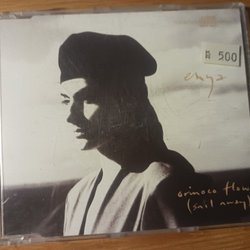 500
enya
orinoco flow
(sail away)